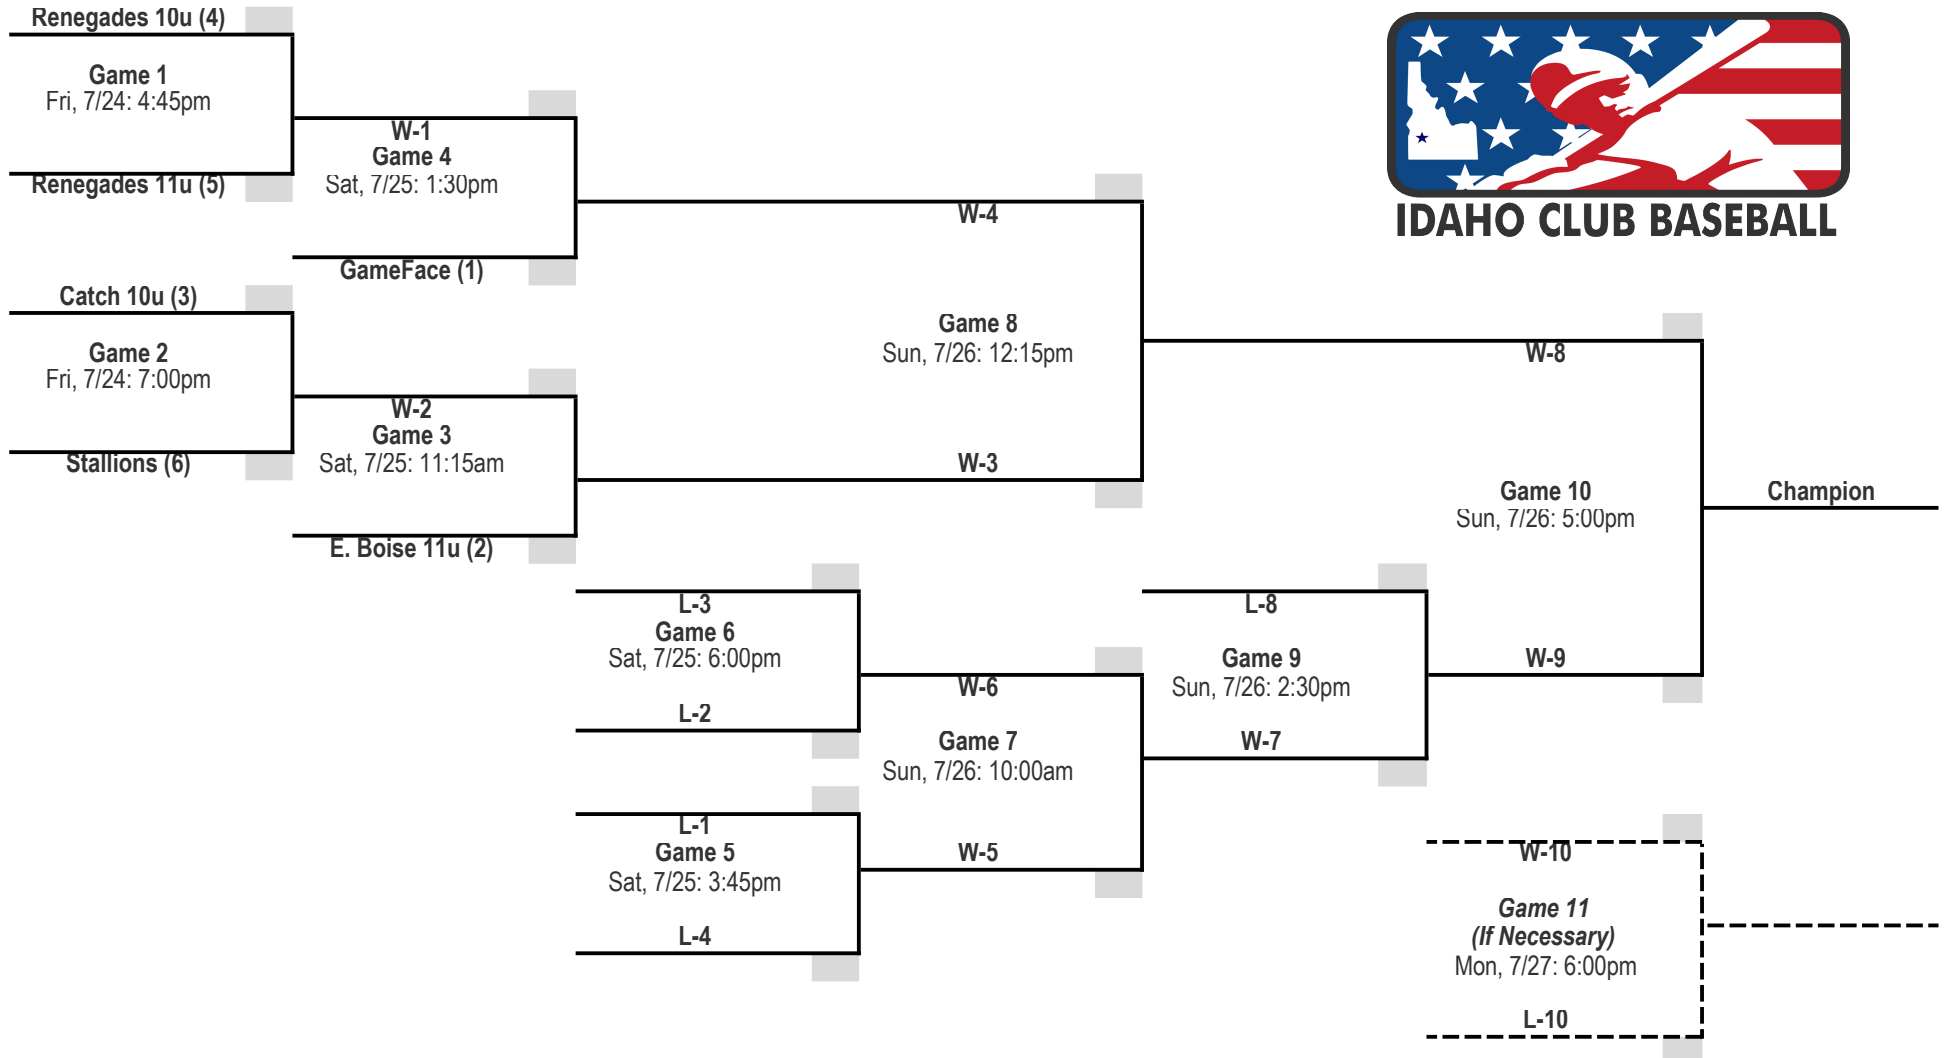 Renegades 10u (4)
Game 1
Fri, 7/24: 4:45pm
Renegades 11u (5)
W-1
Game 4
Sat, 7/25: 1:30pm
GameFace (1)
Catch 10u (3)
Game 2
Fri, 7/24: 7:00pm
Stallions (6)
W-2
Game 3
Sat, 7/25: 11:15am
E. Boise 11u (2)
W-4
Game 8
Sun, 7/26: 12:15pm
W-3
IDAHO CLUB BASEBALL
W-8
Game 10
Sun, 7/26: 5:00pm
W-9
Champion
L-3
Game 6
Sat, 7/25: 6:00pm
L-2
W-6
Game 7
Sun, 7/26: 10:00am
W-5
L-8
Game 9
Sun, 7/26: 2:30pm
W-7
L-1
Game 5
Sat, 7/25: 3:45pm
L-4
W-10
Game 11
(If Necessary)
Mon, 7/27: 6:00pm
L-10